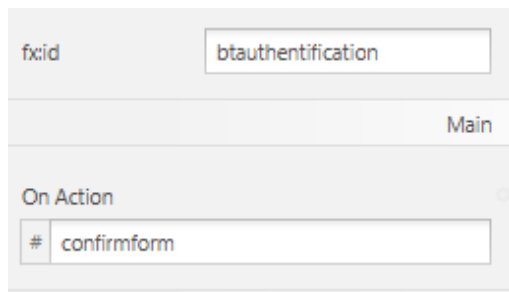 fx:id btauthentification
Main
On Action
# confirmform